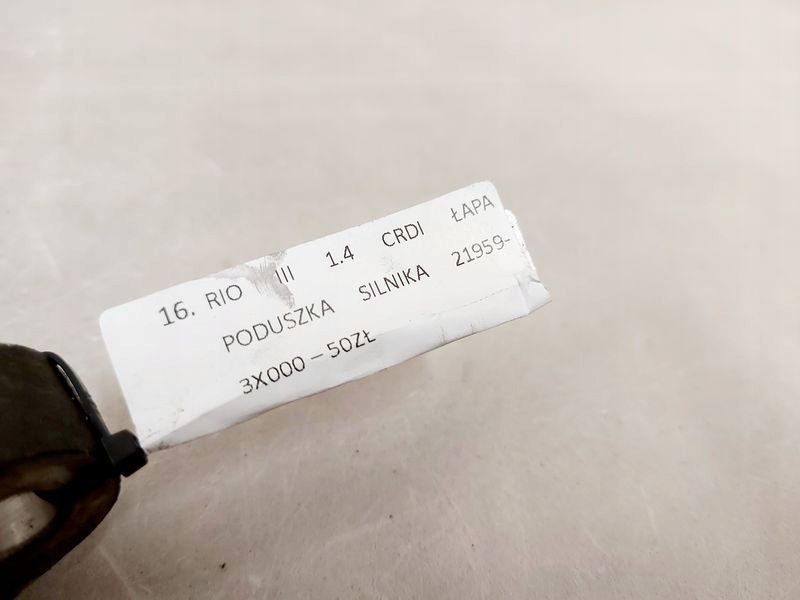 16. RIO III 1.4 CRDI ŁAPA
PODUSZKA SILNIKA 21959-
3X000 – 50ZŁ